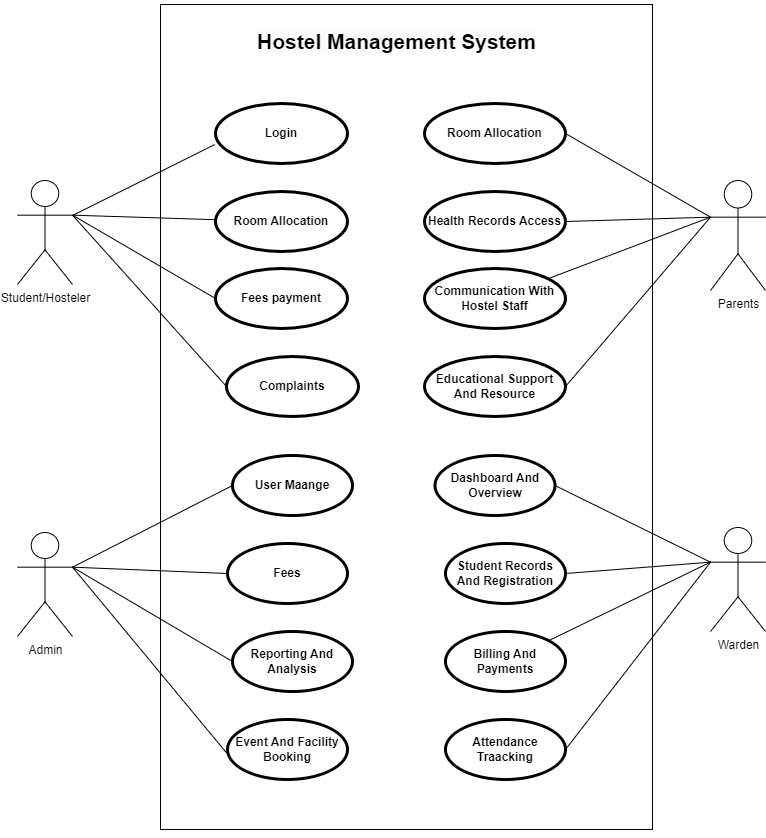 Hostel Management System
Login
Room Allocation
Room Allocation
Health Records Access
Fees payment
Communication With
Hostel Staff
Student/Hosteler
Parents
Complaints
Educational Support
And Resource
User Maange
Dashboard And
Overview
Fees
Student Records
And Registration
Admin
Warden
Reporting And
Analysis
Billing And
Payments
Event And Facility
Booking
Attendance
Traacking